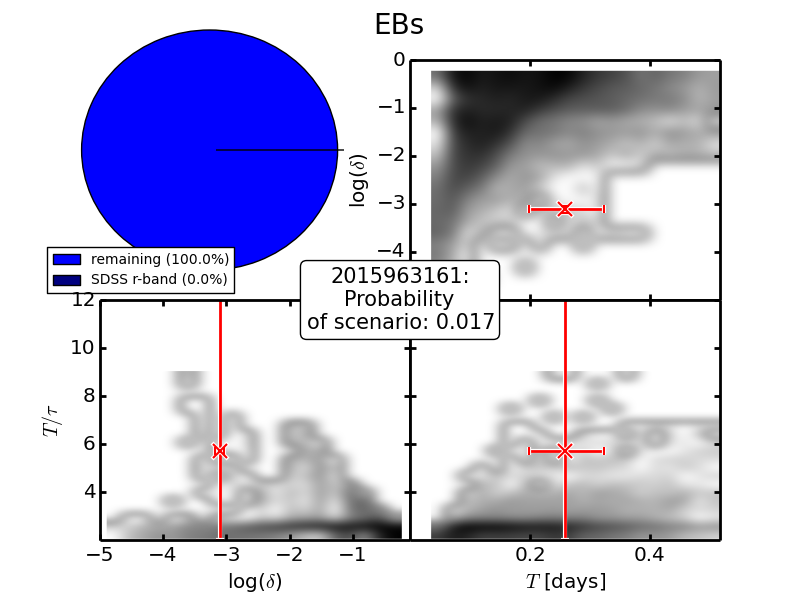 EBs
remaining (100.0%)
SDSS r-band (0.0%)
0
−1
−2
−3
−4
log(δ)
2015963161:
Probability
of scenario: 0.017
12
10
8
6
4
T/τ
−5 −4 −3 −2 −1
log(δ)
0.2 0.4
T [days]